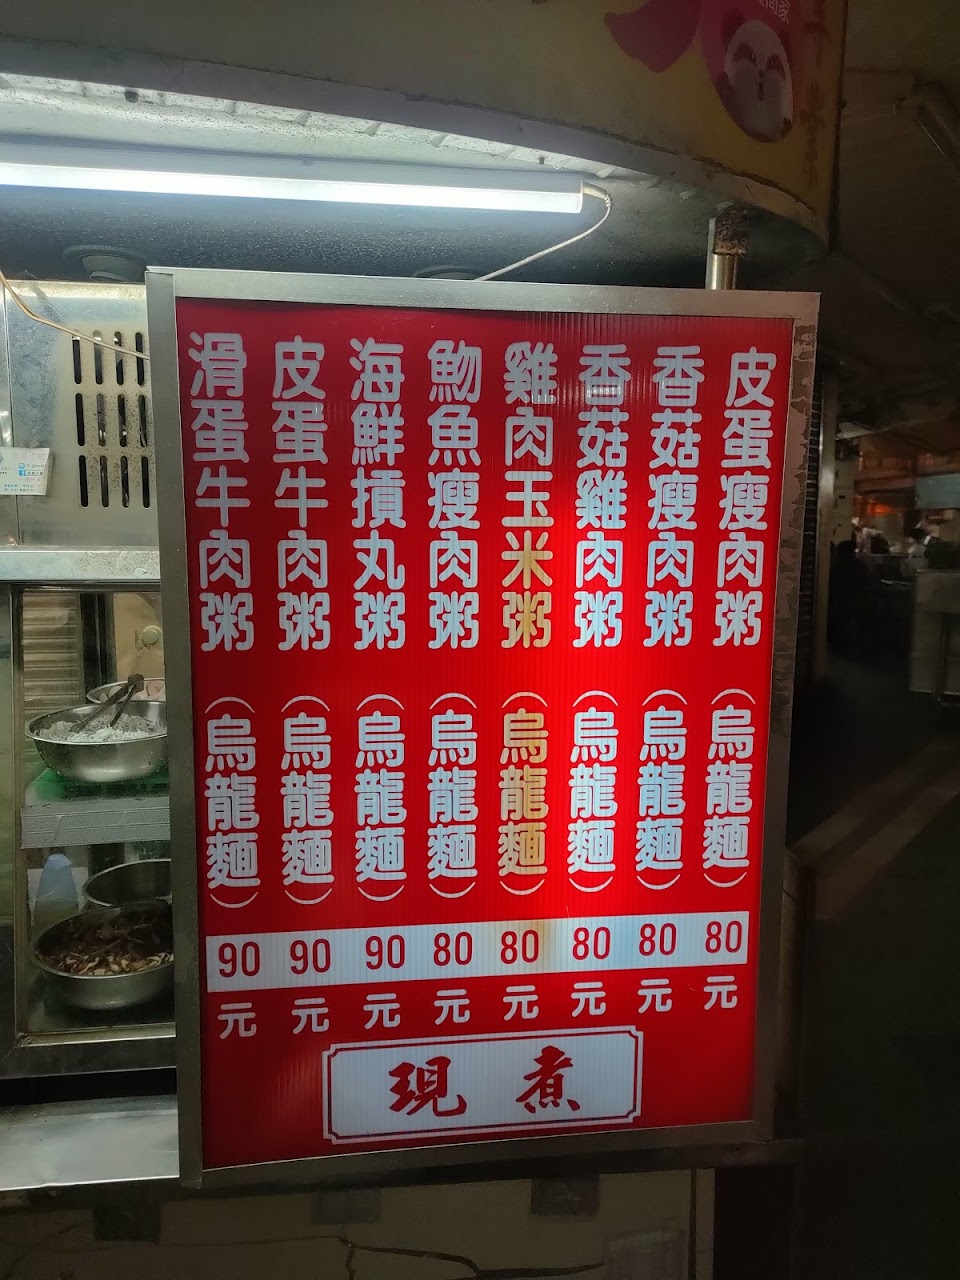 皮蛋瘦肉粥(烏龍麵)80元
香菇瘦肉粥(烏龍麵)80元
香菇雞肉粥(烏龍麵)80元
雞肉玉米粥(烏龍麵)80元
魩魚瘦肉粥(烏龍麵)80元
海鮮摃丸粥(烏龍麵)90元
皮蛋牛肉粥(烏龍麵)90元
滑蛋牛肉粥(烏龍麵)90元
現煮